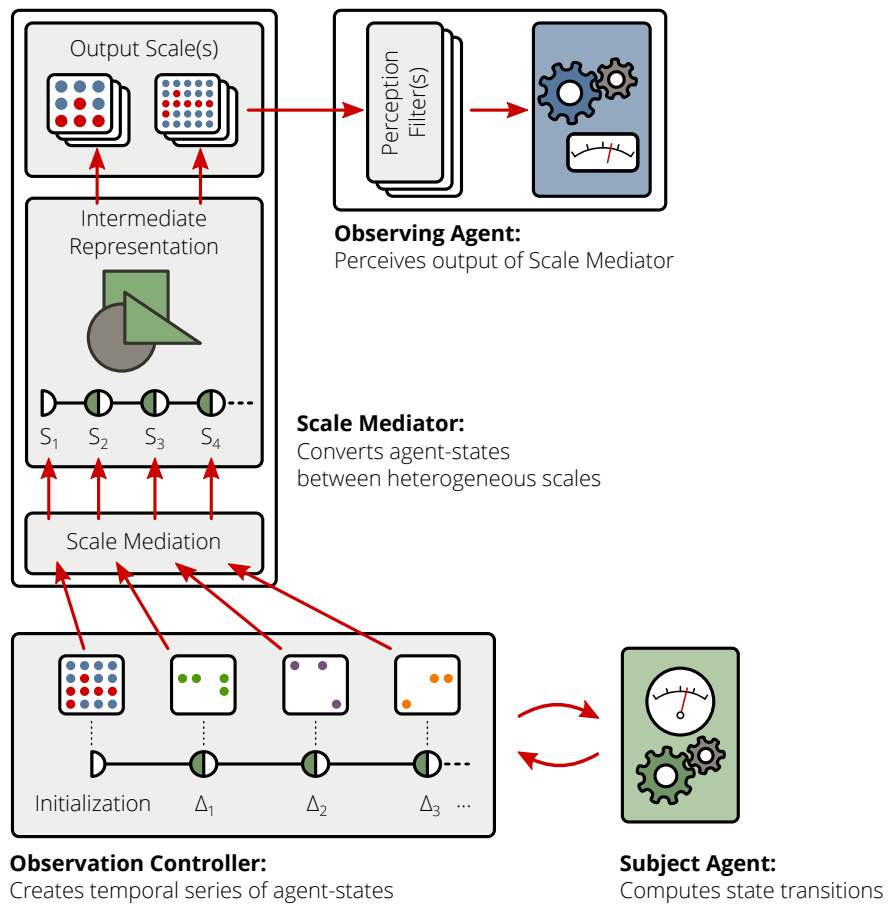 Output Scale(s)
Perception
Filter(s)
Observing Agent:
Perceives output of Scale Mediator
Intermediate
Representation
S₁ S₂ S₃ S₄
Scale Mediator:
Converts agent-states
between heterogeneous scales
Scale Mediation
Initialization Δ₁ Δ₂ Δ₃ ...
Observation Controller:
Creates temporal series of agent-states
Subject Agent:
Computes state transitions